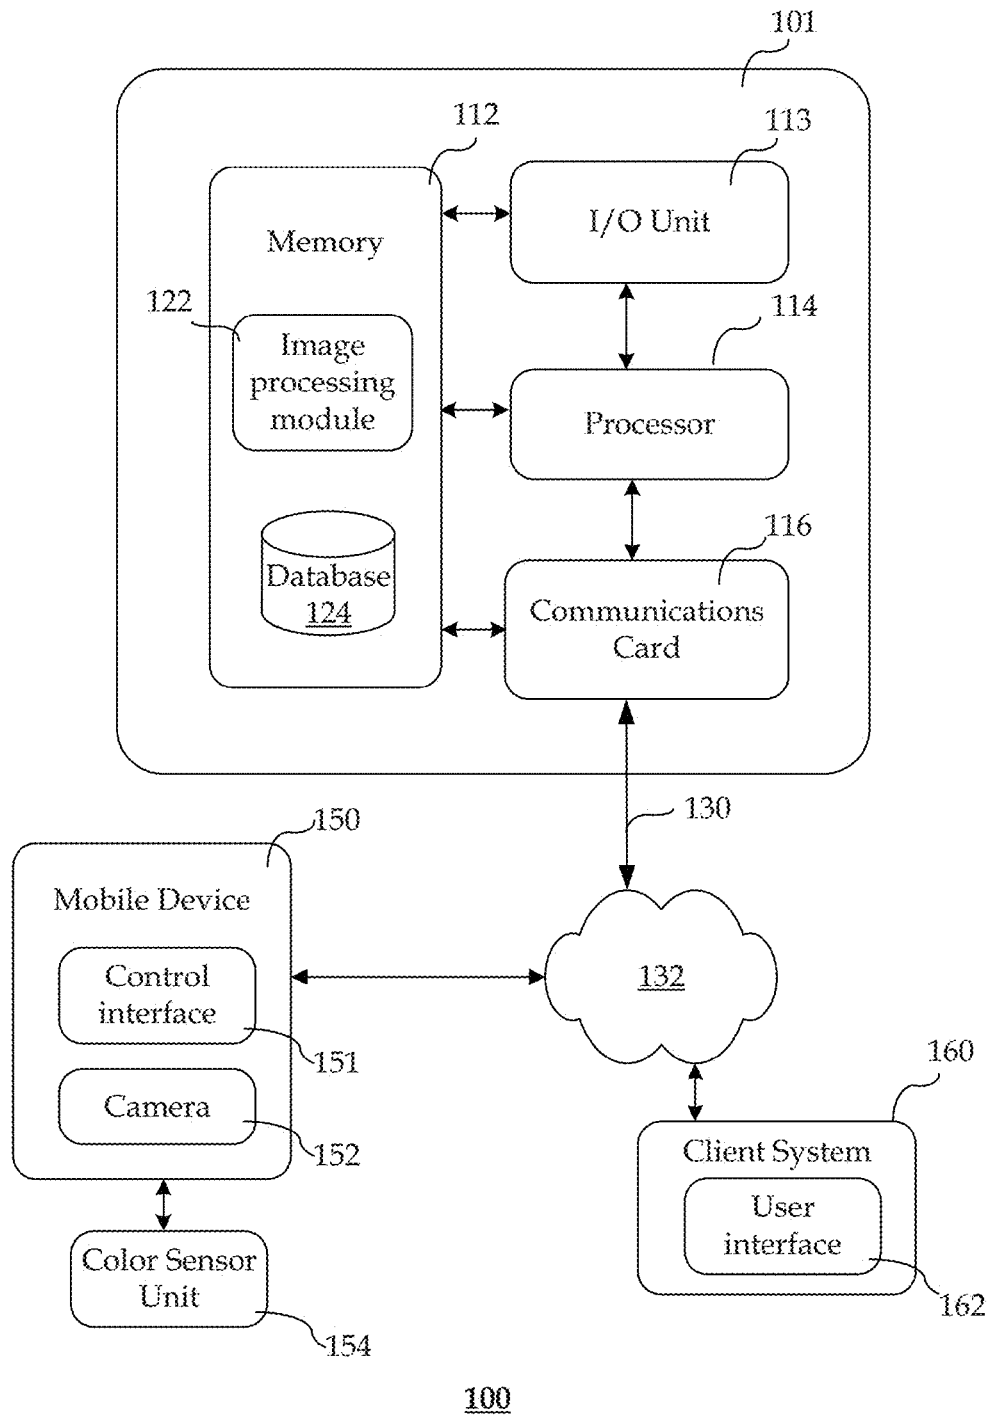 101
112
113
Memory
I/O Unit
122
114
Image
processing
module
Processor
116
Database
124
Communications
Card
130
150
Mobile Device
Control
interface
151
132
Camera
152
160
Client System
User
interface
162
Color Sensor
Unit
154
100